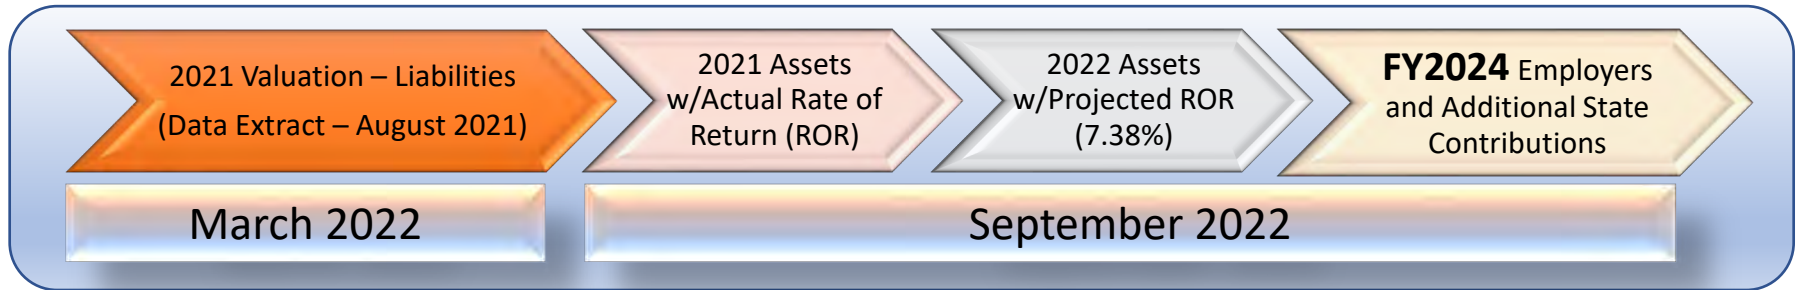 2021 Valuation – Liabilities
(Data Extract – August 2021)
2021 Assets
w/Actual Rate of
Return (ROR)
2022 Assets
w/Projected ROR
(7.38%)
FY2024 Employers
and Additional State
Contributions
March 2022
September 2022